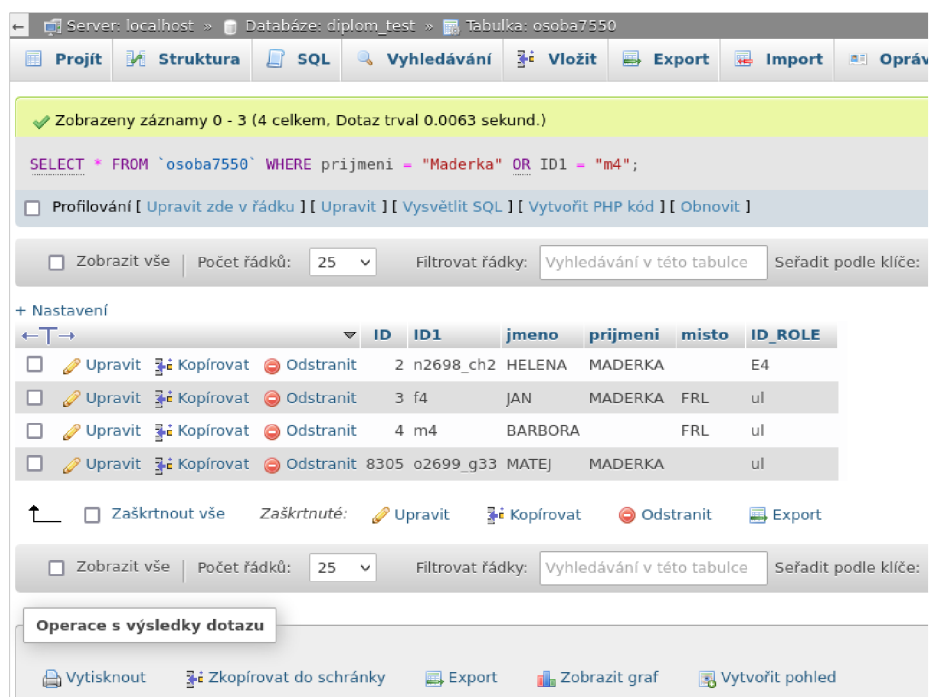 ← Server: localhost » Databáze: diplom_test » Tabulka: osoba7550
Projít Struktura SQL Vyhledávání Vložit Export Import Opráv
Zobrazeny záznamy 0 - 3 (4 celkem, Dotaz trval 0.0063 sekund.)
SELECT * FROM `osoba7550` WHERE prijmeni = "Maderka" OR ID1 = "m4";
Profilování [ Upravit zde v řádku ] [ Upravit ] [ Vysvětlit SQL ] [ Vytvořit PHP kód ] [ Obnovit ]
Zobrazit vše | Počet řádků: 25 Filtrovat řádky: Vyhledávání v této tabulce Seřadit podle klíče:
+ Nastavení
←T→ ID ID1 jmeno prijmeni misto ID_ROLE
Upravit Kopírovat Odstranit 2 n2698_ch2 HELENA MADERKA E4
Upravit Kopírovat Odstranit 3 f4 JAN MADERKA FRL ul
Upravit Kopírovat Odstranit 4 m4 BARBORA FRL ul
Upravit Kopírovat Odstranit 8305 o2699_g33 MATEJ MADERKA ul
Zaškrtnout vše Zaškrtnuté: Upravit Kopírovat Odstranit Export
Zobrazit vše | Počet řádků: 25 Filtrovat řádky: Vyhledávání v této tabulce Seřadit podle klíče:
Operace s výsledky dotazu
Vytisknout Zkopírovat do schránky Export Zobrazit graf Vytvořit pohled